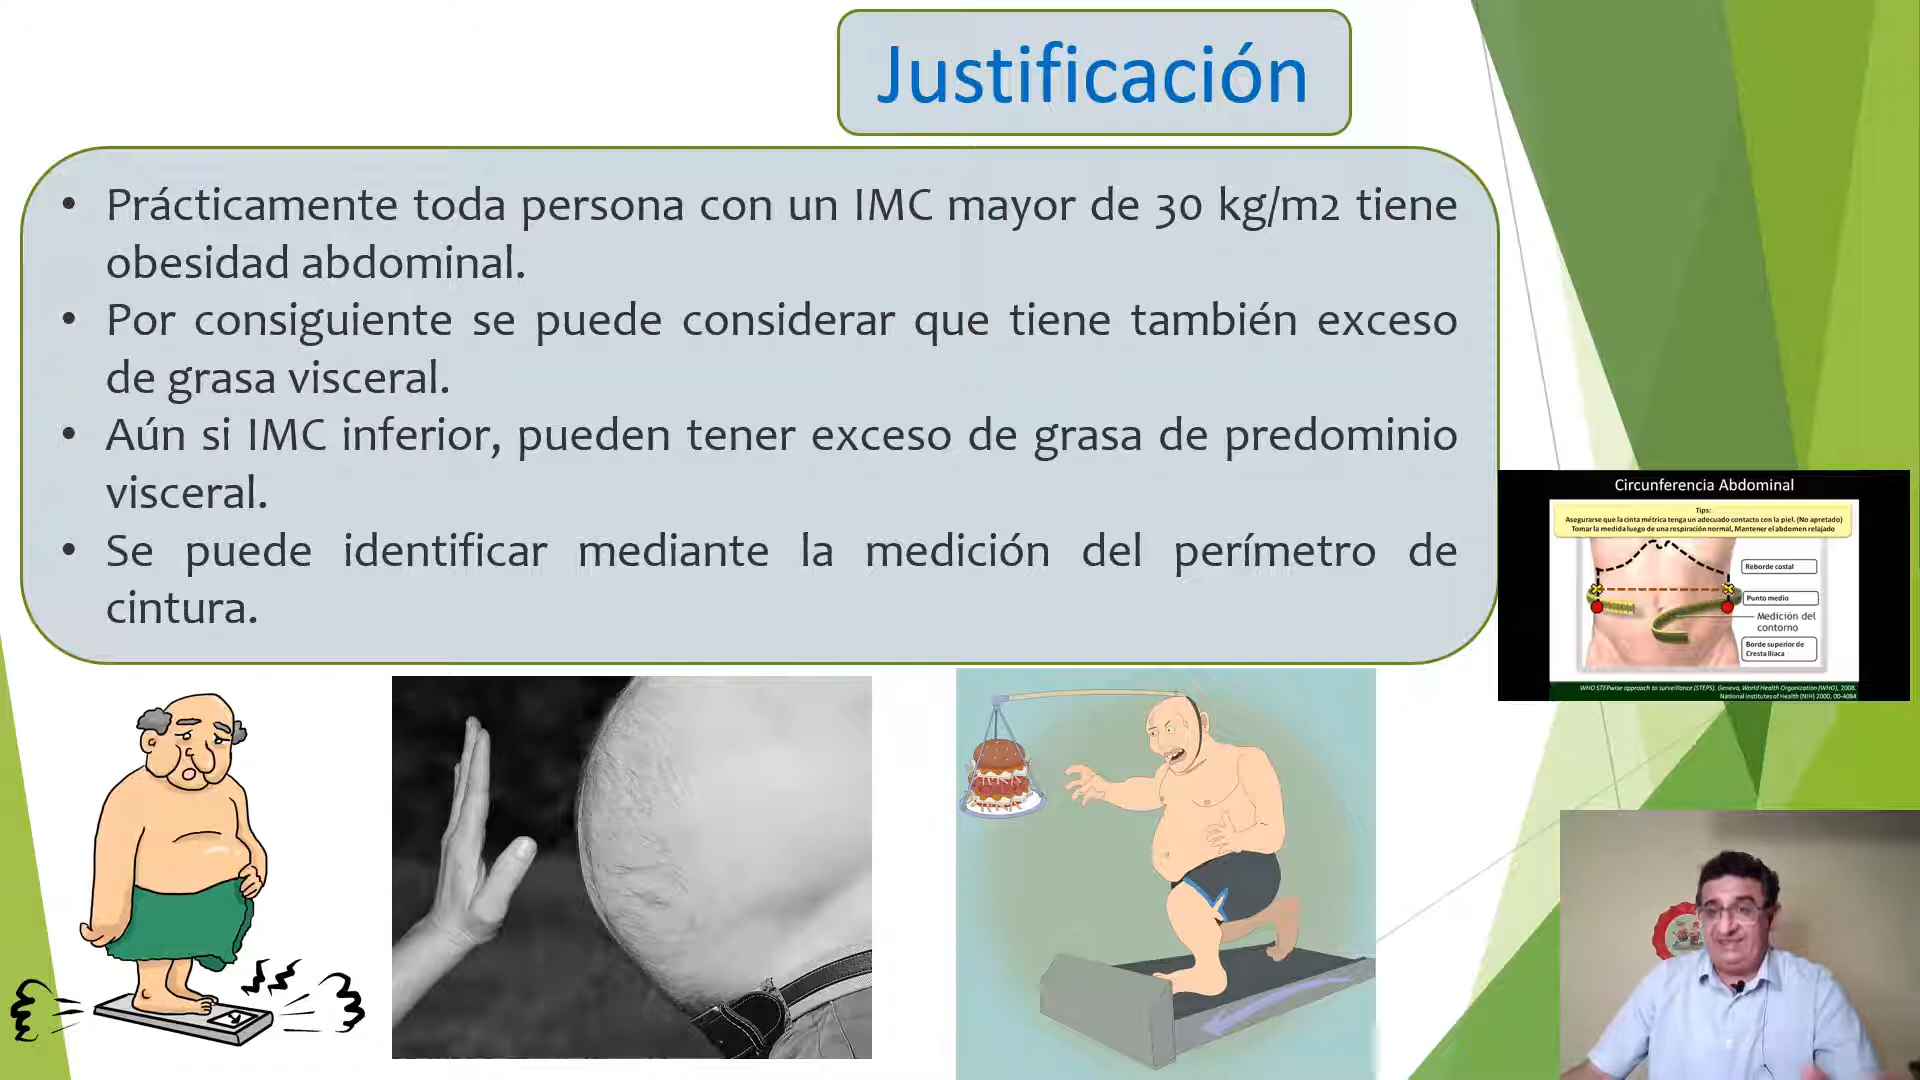 Justificación
• Prácticamente toda persona con un IMC mayor de 30 kg/m2 tiene
obesidad abdominal.
• Por consiguiente se puede considerar que tiene también exceso
de grasa visceral.
• Aún si IMC inferior, pueden tener exceso de grasa de predominio
visceral.
• Se puede identificar mediante la medición del perímetro de
cintura.
Circunferencia Abdominal
Tips:
Asegurarse que la cinta métrica tenga un adecuado contacto con la piel. (No apretado)
Tomar la medida luego de una respiración normal, Mantener el abdomen relajado
Reborde costal
Punto medio
Medición del
contorno
Borde superior de
Cresta Iliaca
WHO STEPwise approach to surveillance (STEPS). Geneva, World Health Organization (WHO), 2008.
National Institutes of Health (NIH) 2000, 00-4084